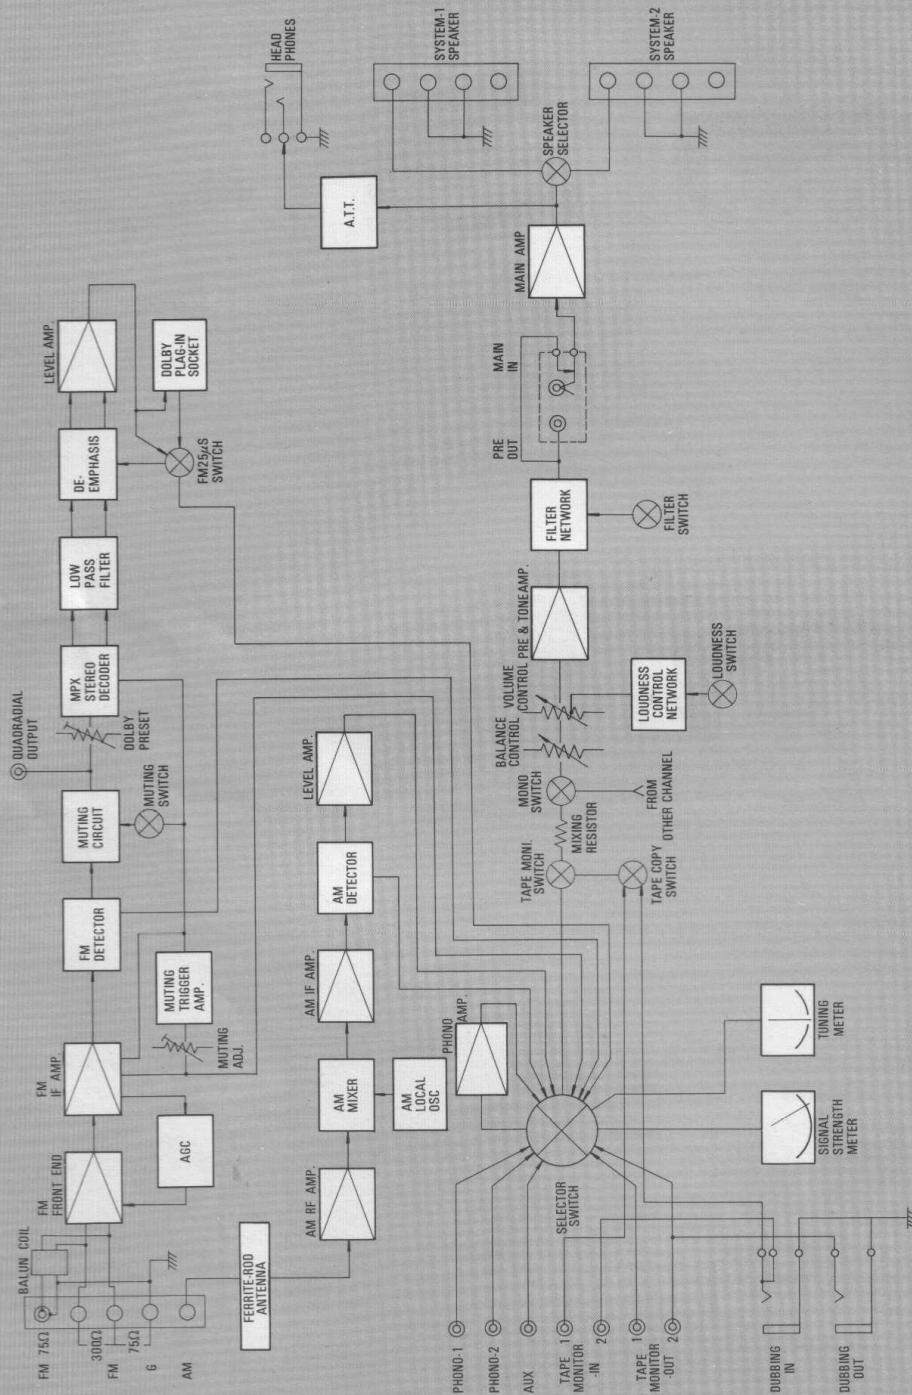 FM 75Ω
300Ω
FM
75Ω
G
AM
BALUN COIL
FM
FRONT END
AGC
FM
IF AMP.
MUTING
ADJ.
MUTING
TRIGGER
AMP.
FM
DETECTOR
MUTING
CIRCUIT
MUTING
SWITCH
QUADRADIAL
OUTPUT
DOLBY
PRESET
MPX
STEREO
DECODER
LOW
PASS
FILTER
DE-
EMPHASIS
FM25μS
SWITCH
LEVEL AMP.
DOLBY
PLAG-IN
SOCKET
FERRITE-ROD
ANTENNA
AM RF AMP.
AM
MIXER
AM
LOCAL
OSC
AM IF AMP.
AM
DETECTOR
LEVEL AMP.
A.T.T.
HEAD
PHONES
SYSTEM-1
SPEAKER
SYSTEM-2
SPEAKER
SPEAKER
SELECTOR
MAIN AMP
MAIN
IN
PRE
OUT
FILTER
NETWORK
FILTER
SWITCH
PRE & TONEAMP.
VOLUME
CONTROL
LOUDNESS
CONTROL
NETWORK
LOUDNESS
SWITCH
BALANCE
CONTROL
MONO
SWITCH
FROM
OTHER CHANNEL
MIXING
RESISTOR
TAPE MONI.
SWITCH
TAPE COPY
SWITCH
PHONO
AMP.
SELECTOR
SWITCH
PHONO-1
PHONO-2
AUX
TAPE 1
MONITOR
-IN 2
TAPE 1
MONITOR
-OUT 2
DUBBING
IN
DUBBING
OUT
SIGNAL
STRENGTH
METER
TUNING
METER